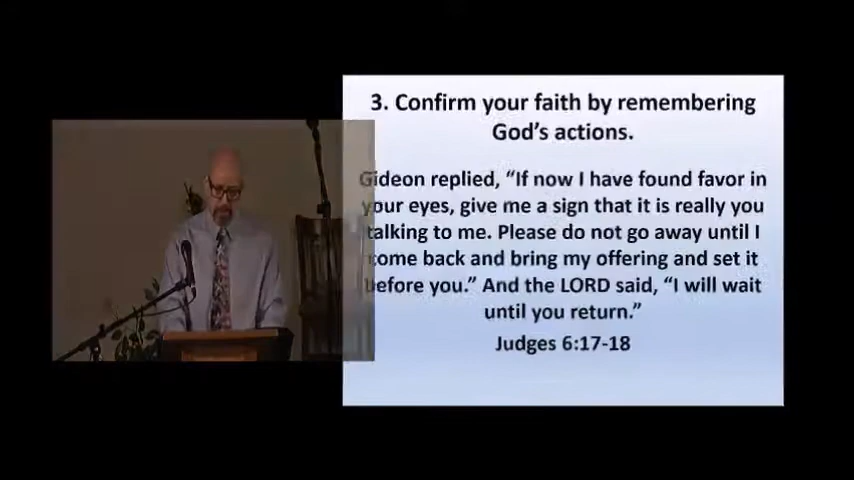 3. Confirm your faith by remembering
God's actions.
Gideon replied, “If now I have found favor in
your eyes, give me a sign that it is really you
talking to me. Please do not go away until I
come back and bring my offering and set it
before you.” And the LORD said, “I will wait
until you return.”
Judges 6:17-18